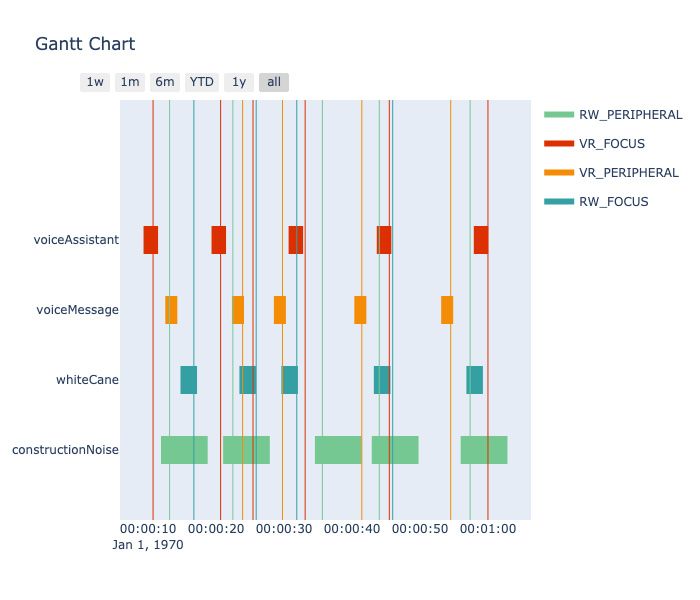 Gantt Chart
1w 1m 6m YTD 1y all
RW_PERIPHERAL
VR_FOCUS
VR_PERIPHERAL
RW_FOCUS
voiceAssistant
voiceMessage
whiteCane
constructionNoise
00:00:10 00:00:20 00:00:30 00:00:40 00:00:50 00:01:00
Jan 1, 1970